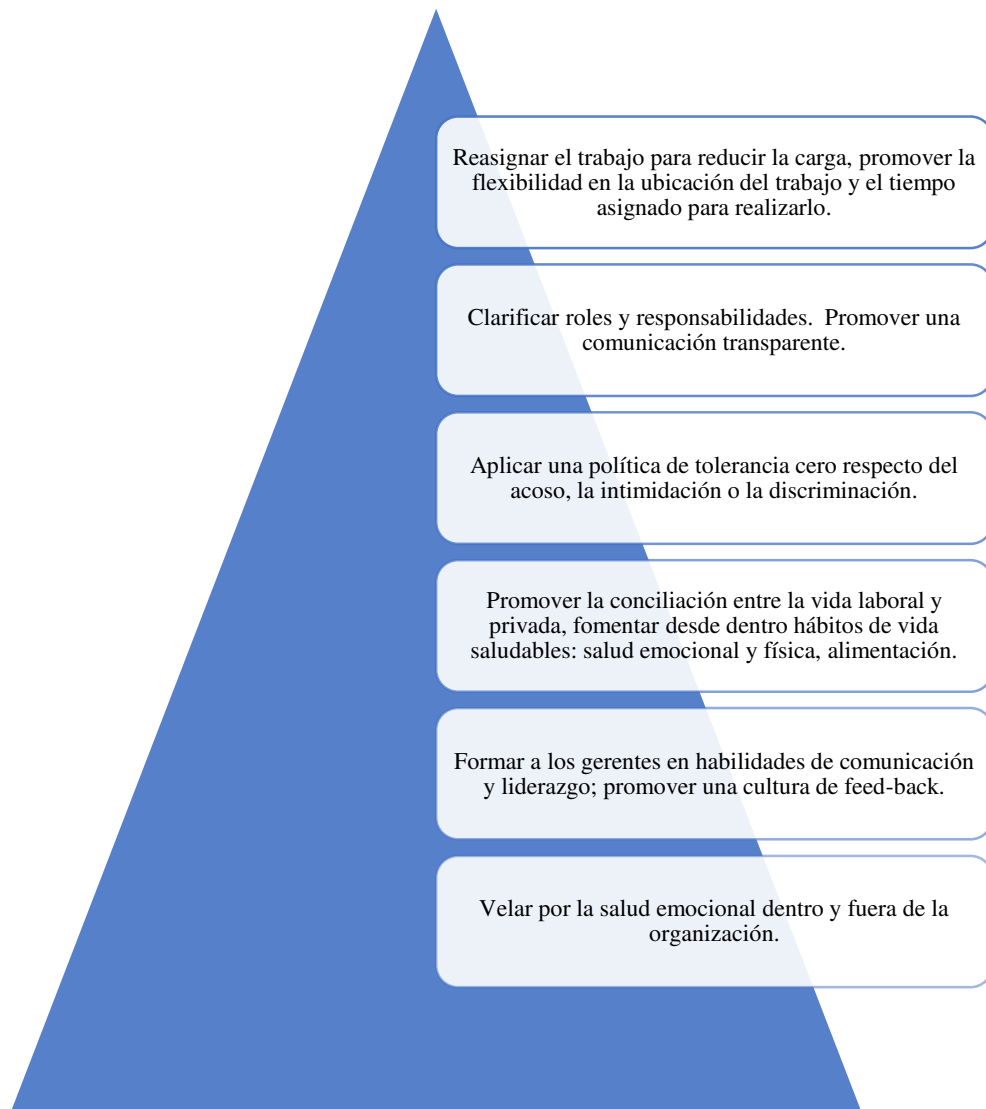 Reasignar el trabajo para reducir la carga, promover la
flexibilidad en la ubicación del trabajo y el tiempo
asignado para realizarlo.
Clarificar roles y responsabilidades.  Promover una
comunicación transparente.
Aplicar una política de tolerancia cero respecto del
acoso, la intimidación o la discriminación.
Promover la conciliación entre la vida laboral y
privada, fomentar desde dentro hábitos de vida
saludables: salud emocional y física, alimentación.
Formar a los gerentes en habilidades de comunicación
y liderazgo; promover una cultura de feed-back.
Velar por la salud emocional dentro y fuera de la
organización.